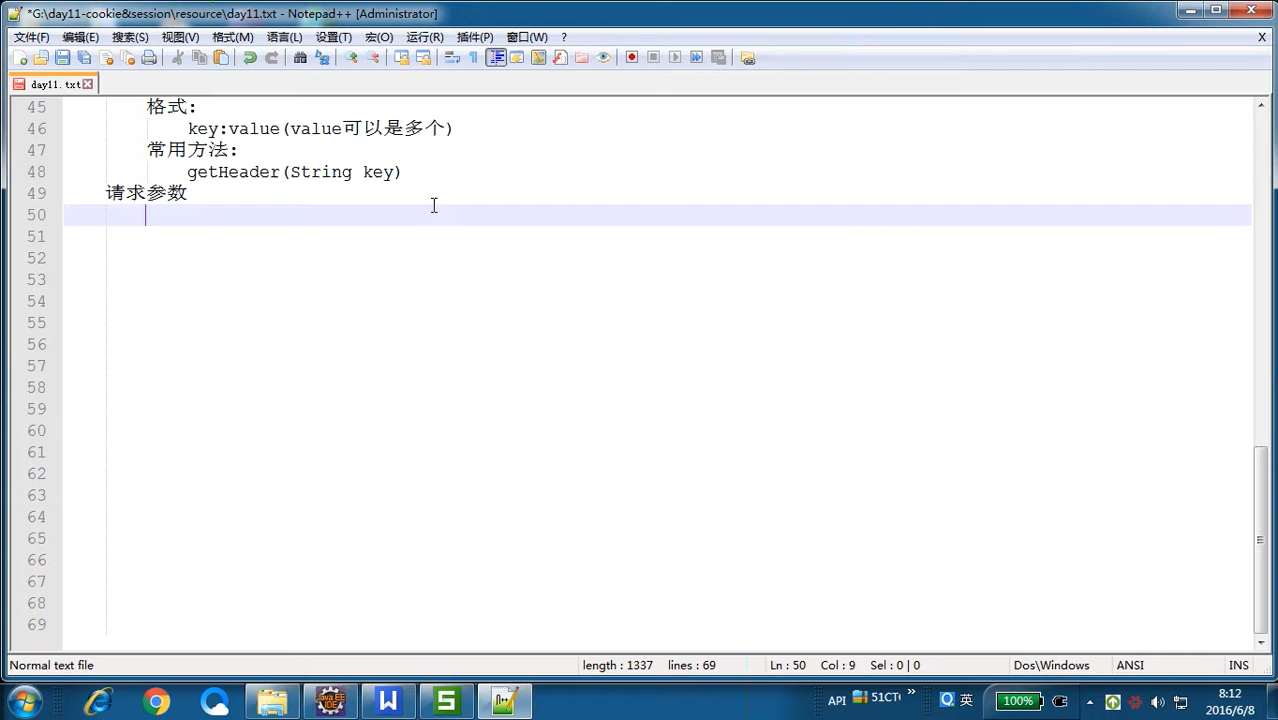 *G:\day11-cookie&session\resource\day11.txt - Notepad++ [Administrator]
文件(F) 编辑(E) 搜索(S) 视图(V) 格式(M) 语言(L) 设置(T) 宏(O) 运行(R) 插件(P) 窗口(W) ? X
day11.txt
45 格式:
46 key:value(value可以是多个)
47 常用方法:
48 getHeader(String key)
49 请求参数
50
51
52
53
54
55
56
57
58
59
60
61
62
63
64
65
66
67
68
69
Normal text file length : 1337 lines : 69 Ln : 50 Col : 9 Sel : 0 | 0 Dos\Windows ANSI INS
Java EE IDE W S API 51CT » 英 100% 8:12
2016/6/8